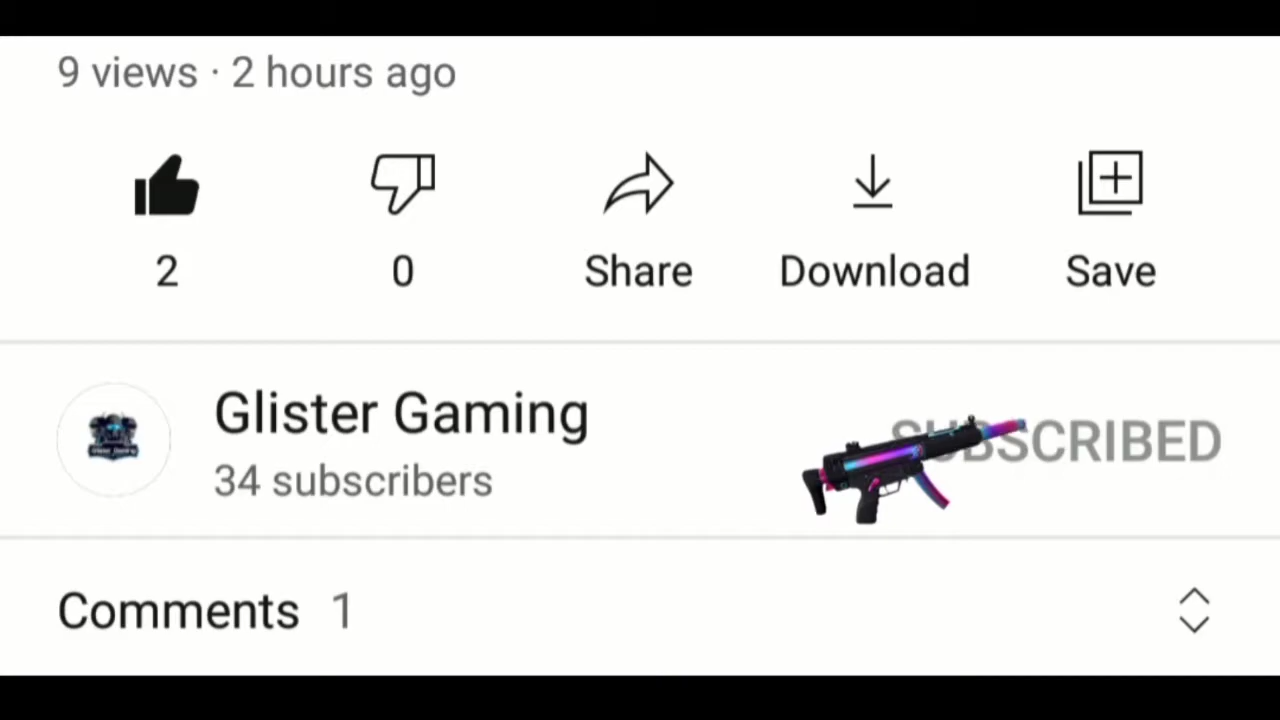 9 views · 2 hours ago
2 0 Share Download Save
Glister Gaming SUBSCRIBED
34 subscribers
Comments 1